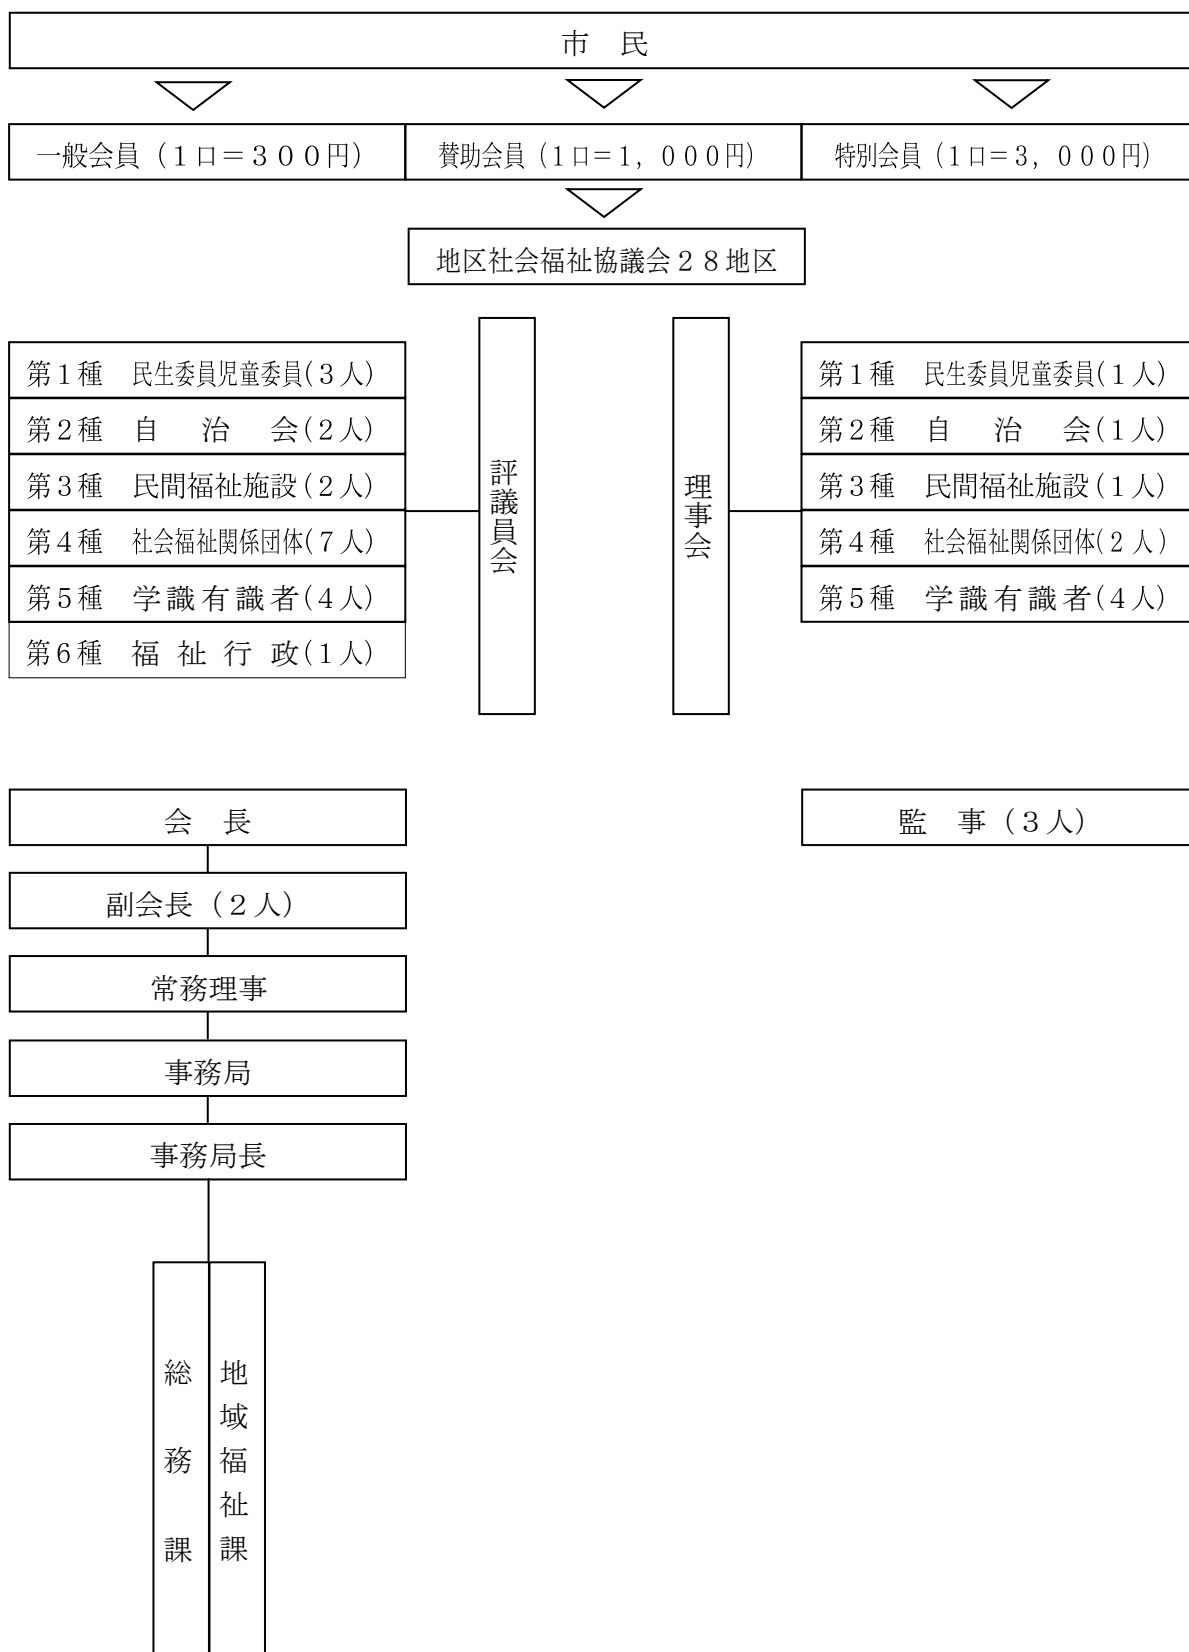 市　民
一般会員（１口＝３００円）
賛助会員（１口＝１，０００円）
特別会員（１口＝３，０００円）
地区社会福祉協議会２８地区
第１種　民生委員児童委員(３人)
第２種　自　治　会(２人)
第３種　民間福祉施設(２人)
第４種　社会福祉関係団体(７人)
第５種　学識有識者(４人)
第６種　福祉行政(１人)
評議員会
理事会
第１種　民生委員児童委員(１人)
第２種　自　治　会(１人)
第３種　民間福祉施設(１人)
第４種　社会福祉関係団体(２人)
第５種　学識有識者(４人)
会　長
監　事（３人）
副会長（２人）
常務理事
事務局
事務局長
総務課
地域福祉課